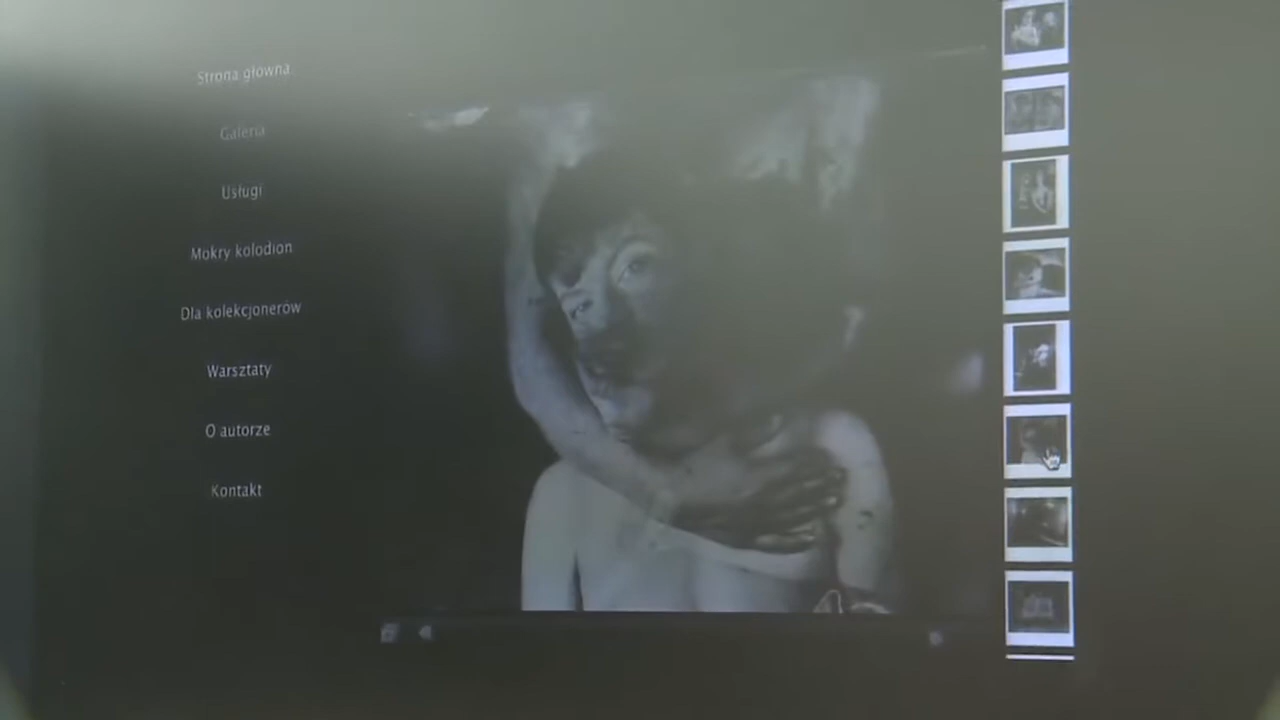 Strona główna
Galeria
Usługi
Mokry kolodion
Dla kolekcjonerów
Warsztaty
O autorze
Kontakt